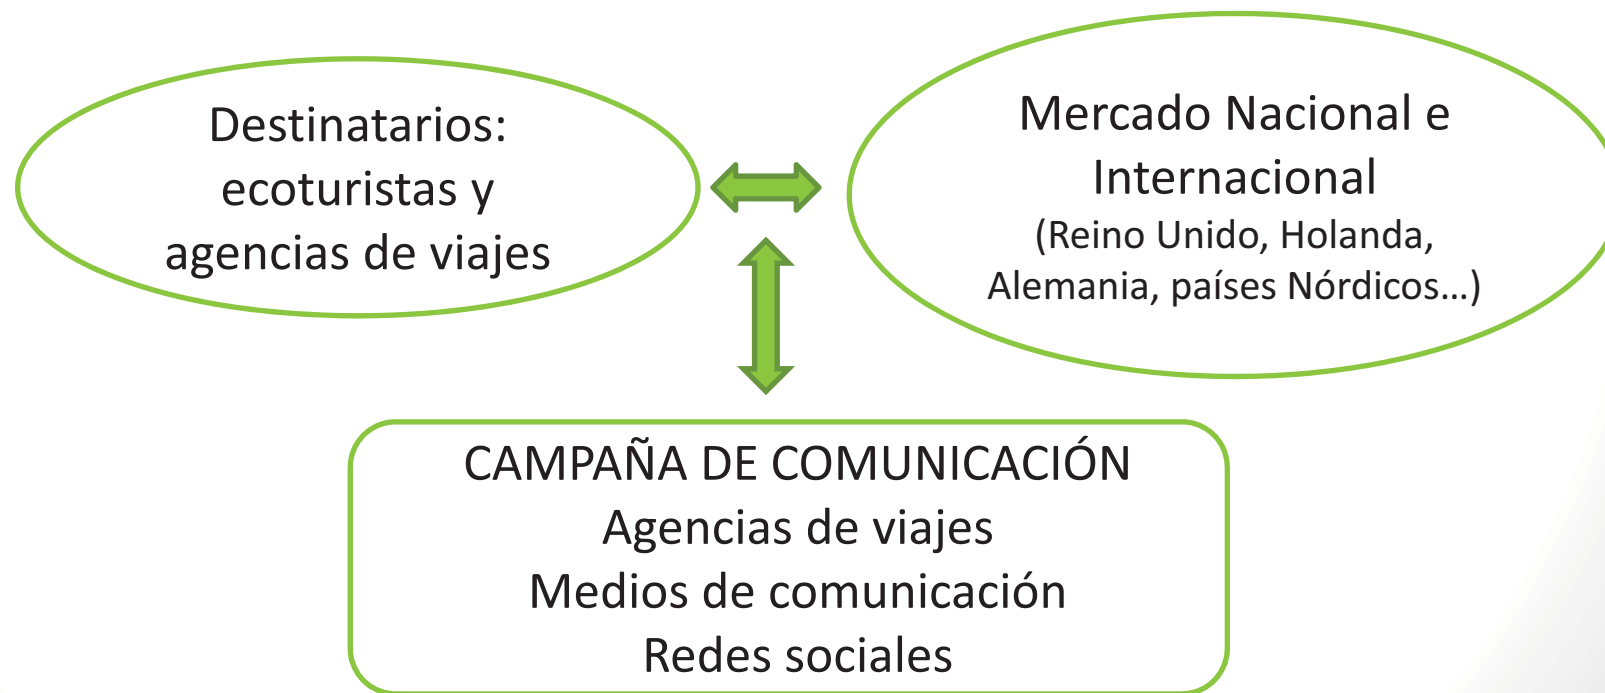 Destinatarios:
ecoturistas y
agencias de viajes
Mercado Nacional e
Internacional
(Reino Unido, Holanda,
Alemania, países Nórdicos...)
CAMPAÑA DE COMUNICACIÓN
Agencias de viajes
Medios de comunicación
Redes sociales